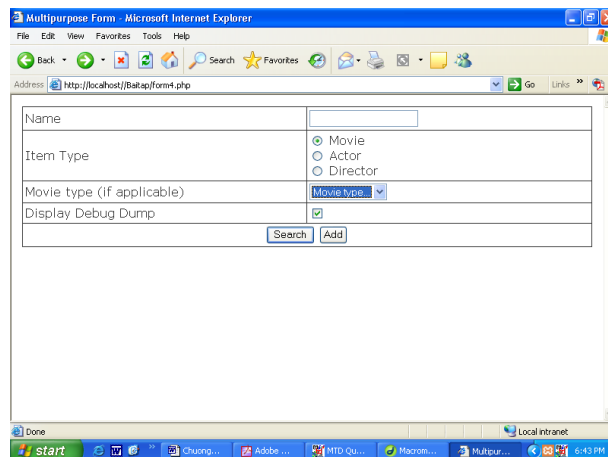 Multipurpose Form - Microsoft Internet Explorer
File Edit View Favorites Tools Help
Back Search Favorites
Address http://localhost//Baitap/form4.php Go Links »
Name
Item Type
Movie
Actor
Director
Movie type (if applicable) Movie type...
Display Debug Dump
Search Add
Done Local intranet
start » Chuong... Adobe ... MTD Qu... Macrom... Multipur... 6:43 PM